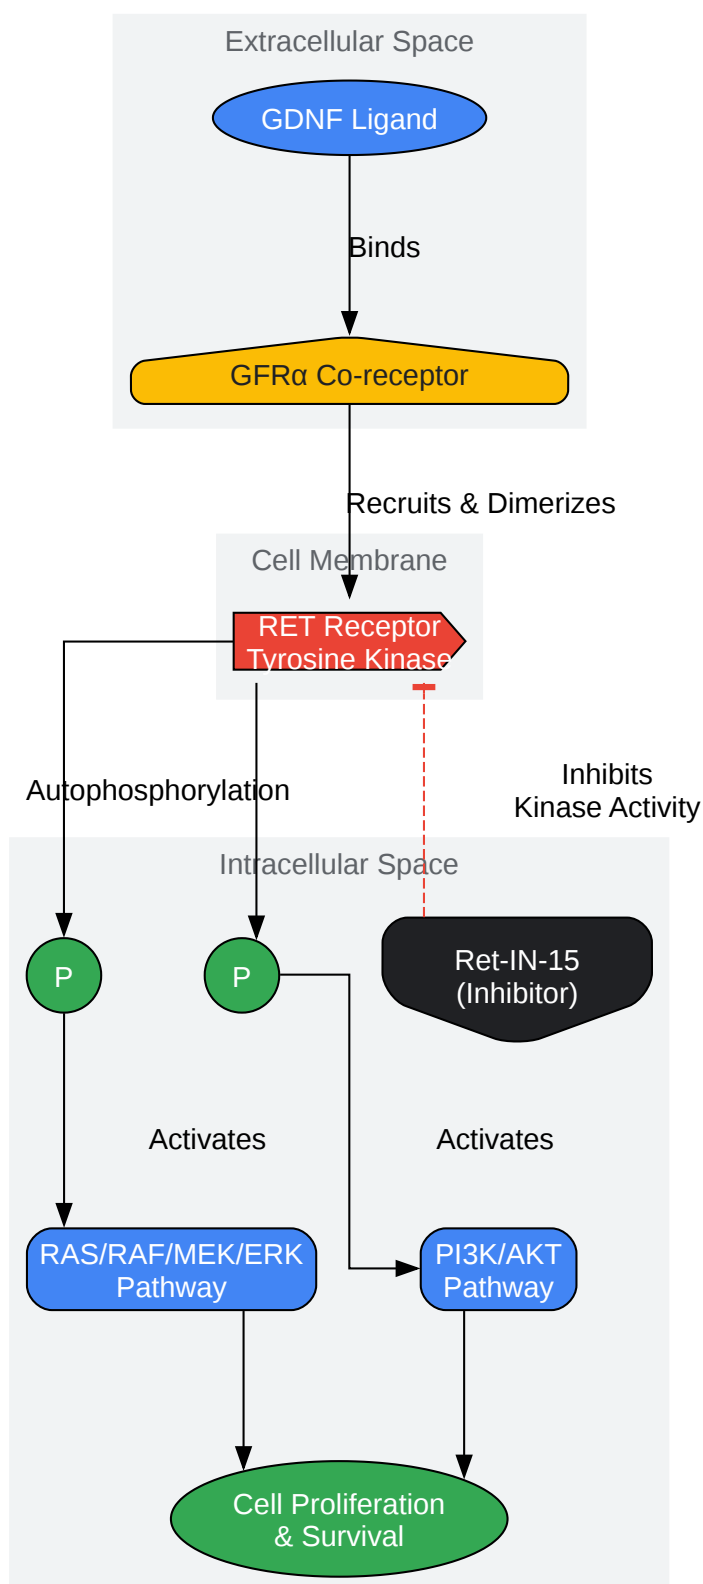 Extracellular Space
GDNF Ligand
Binds
GFRα Co-receptor
Recruits & Dimerizes
Cell Membrane
RET Receptor
Tyrosine Kinase
Autophosphorylation
Inhibits
Kinase Activity
Intracellular Space
P
P
Ret-IN-15
(Inhibitor)
Activates
Activates
RAS/RAF/MEK/ERK
Pathway
PI3K/AKT
Pathway
Cell Proliferation
& Survival